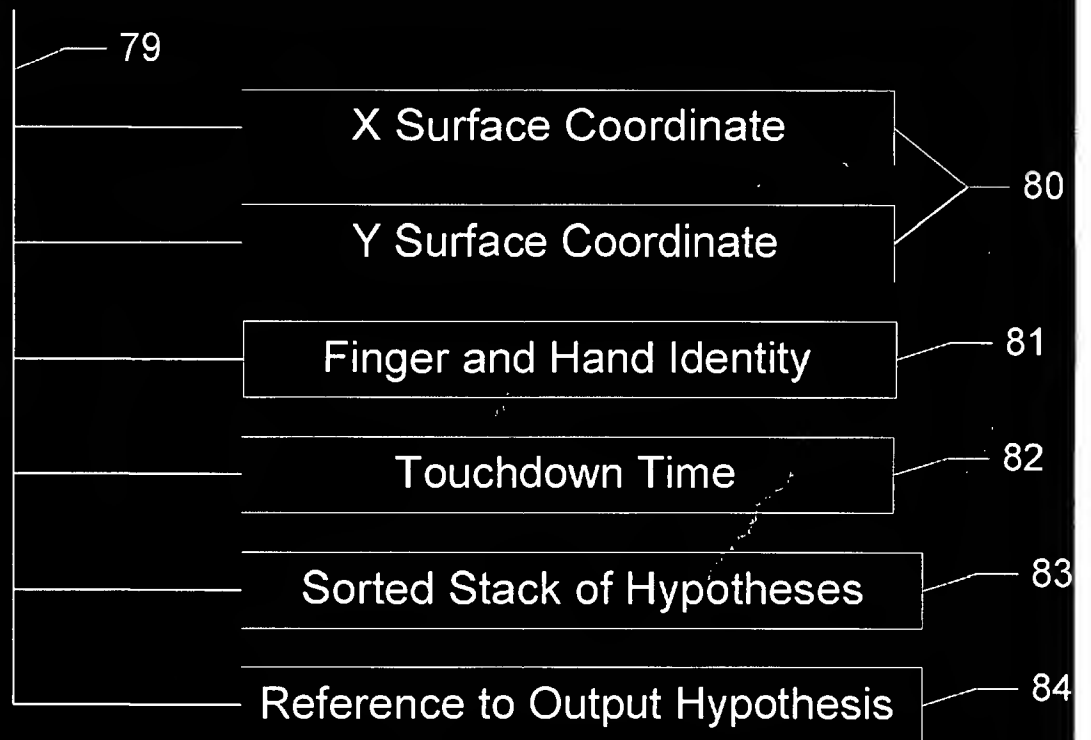 79
X Surface Coordinate
80
Y Surface Coordinate
Finger and Hand Identity 81
Touchdown Time 82
Sorted Stack of Hypotheses 83
Reference to Output Hypothesis 84